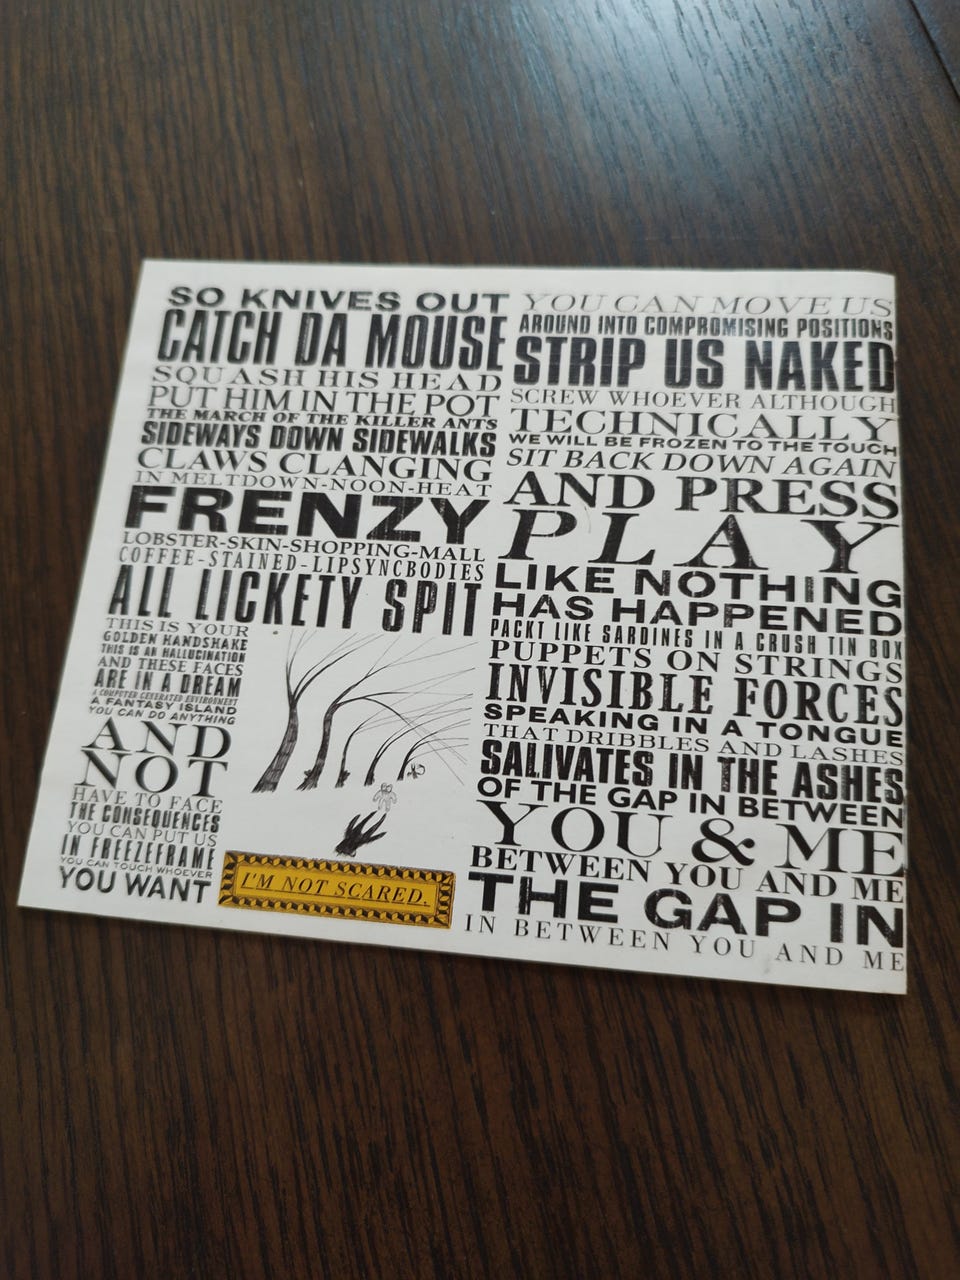 SO KNIVES OUT
CATCH DA MOUSE
SQUASH HIS HEAD
PUT HIM IN THE POT
THE MARCH OF THE KILLER ANTS
SIDEWAYS DOWN SIDEWALKS
CLAWS CLANGING
IN MELTDOWN-NOON-HEAT
FRENZY
LOBSTER-SKIN-SHOPPING-MALL
COFFEE-STAINED-LIPSYNCBODIES
ALL LICKETY SPIT
THIS IS YOUR
GOLDEN HANDSHAKE
THIS IS AN HALLUCINATION
AND THESE FACES
ARE IN A DREAM
A COMPUTER GENERATED ENVIRONMENT
A FANTASY ISLAND
YOU CAN DO ANYTHING
AND
NOT
HAVE TO FACE
THE CONSEQUENCES
YOU CAN PUT US
IN FREEZEFRAME
YOU CAN TOUCH WHOEVER
YOU WANT
I'M NOT SCARED.
YOU CAN MOVE US
AROUND INTO COMPROMISING POSITIONS
STRIP US NAKED
SCREW WHOEVER ALTHOUGH
TECHNICALLY
WE WILL BE FROZEN TO THE TOUCH
SIT BACK DOWN AGAIN
AND PRESS
PLAY
LIKE NOTHING
HAS HAPPENED
PACKT LIKE SARDINES IN A CRUSH TIN BOX
PUPPETS ON STRINGS
INVISIBLE FORCES
SPEAKING IN A TONGUE
THAT DRIBBLES AND LASHES
SALIVATES IN THE ASHES
OF THE GAP IN BETWEEN
YOU & ME
BETWEEN YOU AND ME
THE GAP IN
IN BETWEEN YOU AND ME